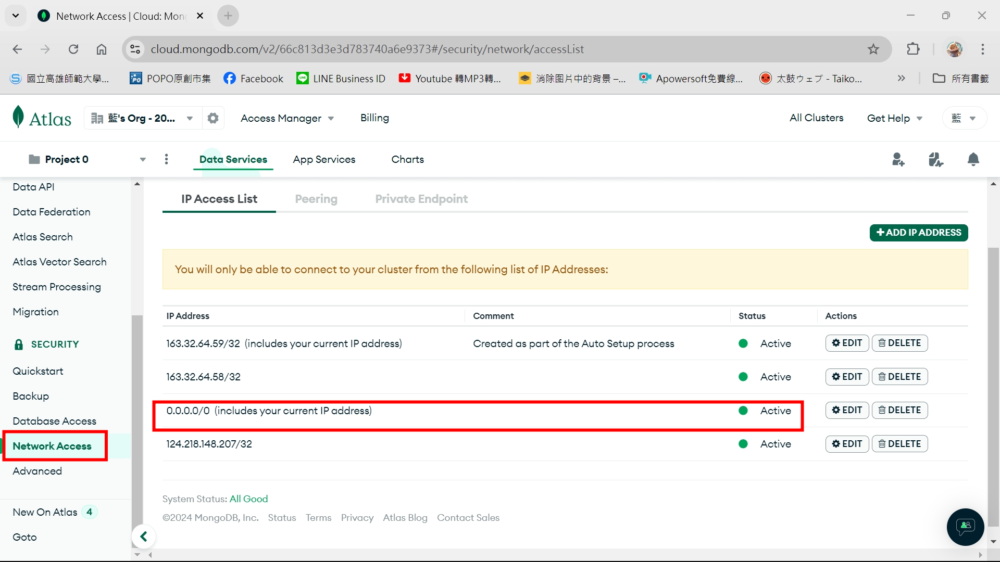 Network Access | Cloud: Mon
cloud.mongodb.com/v2/66c813d3e3d783740a6e9373#/security/network/accessList
國立高雄師範大學... POPO原創市集 Facebook LINE Business ID Youtube 轉MP3轉... 消除图片中的背景 –... Apowersoft免費線... 太鼓ウェブ - Taiko... 所有書籤
Atlas 藍's Org - 20... Access Manager Billing All Clusters Get Help 藍
Project 0 Data Services App Services Charts
Data API
Data Federation
Atlas Search
Atlas Vector Search
Stream Processing
Migration
SECURITY
Quickstart
Backup
Database Access
Network Access
Advanced
New On Atlas 4
Goto
IP Access List Peering Private Endpoint
+ ADD IP ADDRESS
You will only be able to connect to your cluster from the following list of IP Addresses:
IP Address Comment Status Actions
163.32.64.59/32 (includes your current IP address) Created as part of the Auto Setup process Active EDIT DELETE
163.32.64.58/32 Active EDIT DELETE
0.0.0.0/0 (includes your current IP address) Active EDIT DELETE
124.218.148.207/32 Active EDIT DELETE
System Status: All Good
©2024 MongoDB, Inc. Status Terms Privacy Atlas Blog Contact Sales